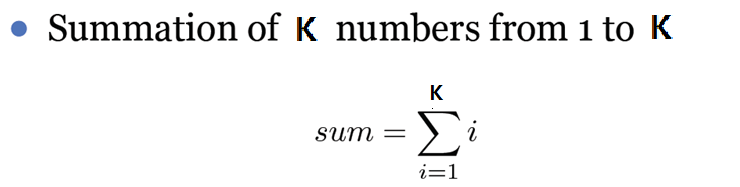 • Summation of K numbers from 1 to K
K
sum = ∑ i
i=1